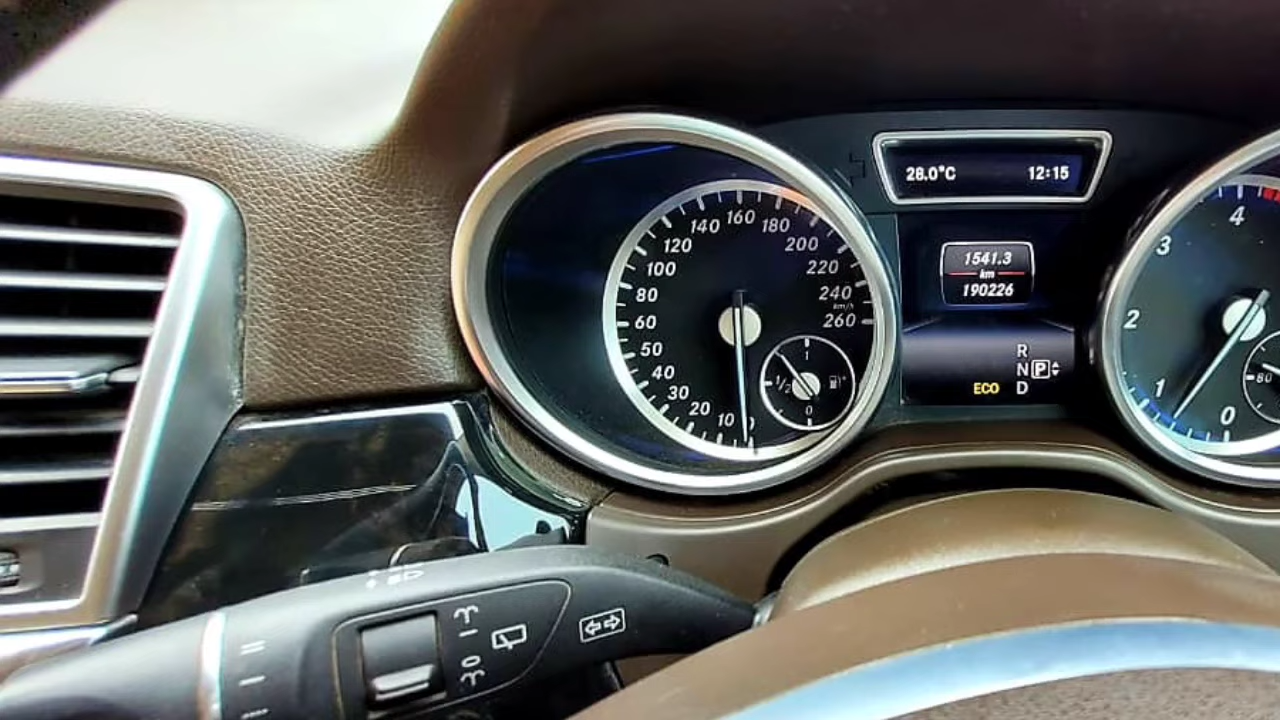 28.0°C 12:15
1541.3
km
190226
R
N P
ECO D
10 20 30 40 50 60 80 100 120 140 160 180 200 220 240 260
km/h
1
1/2
0
0 1 2 3 4
80